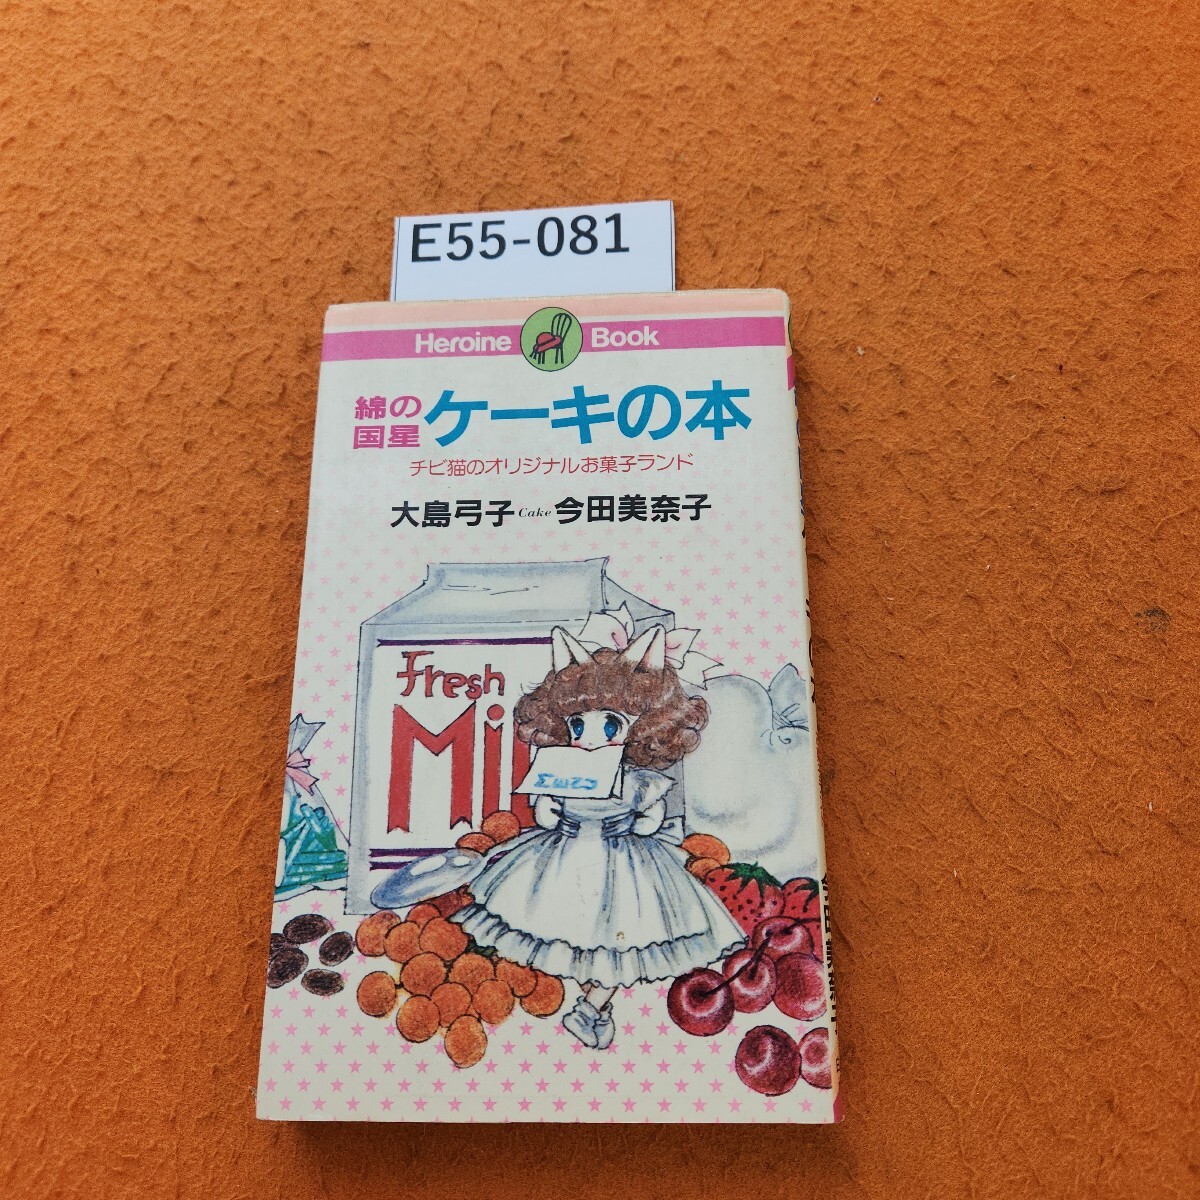 E55-081
Heroine Book
綿の国星 ケーキの本
チビ猫のオリジナルお菓子ランド
大島弓子 Cake 今田美奈子
Fresh
Mil